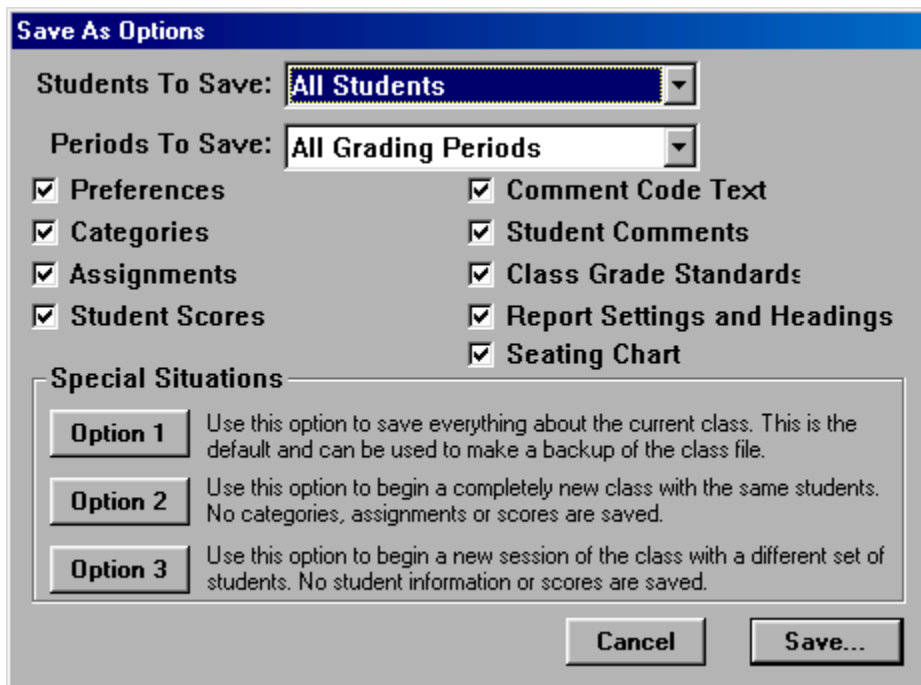 Save As Options
Students To Save: All Students
Periods To Save: All Grading Periods
Preferences
Comment Code Text
Categories
Student Comments
Assignments
Class Grade Standards
Student Scores
Report Settings and Headings
Seating Chart
Special Situations
Option 1
Use this option to save everything about the current class. This is the
default and can be used to make a backup of the class file.
Option 2
Use this option to begin a completely new class with the same students.
No categories, assignments or scores are saved.
Option 3
Use this option to begin a new session of the class with a different set of
students. No student information or scores are saved.
Cancel
Save...